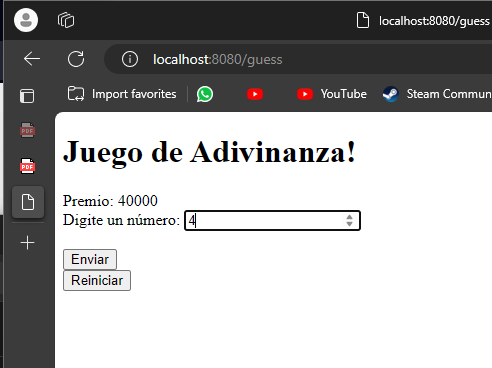 localhost:8080/guess
localhost:8080/guess
Import favorites
YouTube
Steam Commun
PDF
PDF
Juego de Adivinanza!
Premio: 40000
Digite un número: 4
Enviar
Reiniciar